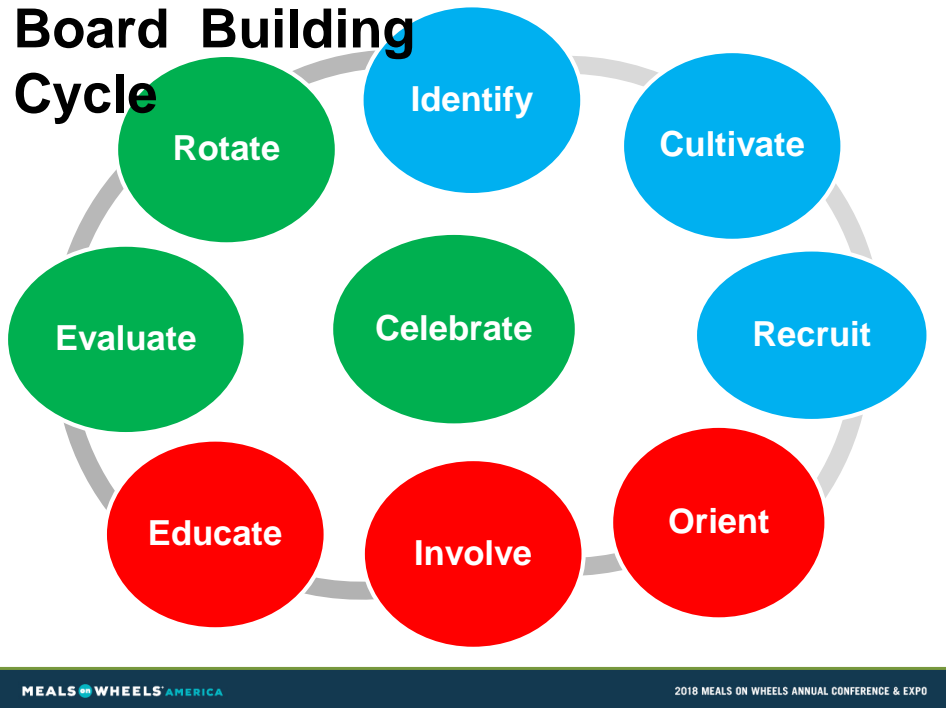 Board Building
Cycle
Identify
Cultivate
Rotate
Recruit
Celebrate
Evaluate
Orient
Involve
Educate
MEALS on WHEELS AMERICA
2018 MEALS ON WHEELS ANNUAL CONFERENCE & EXPO